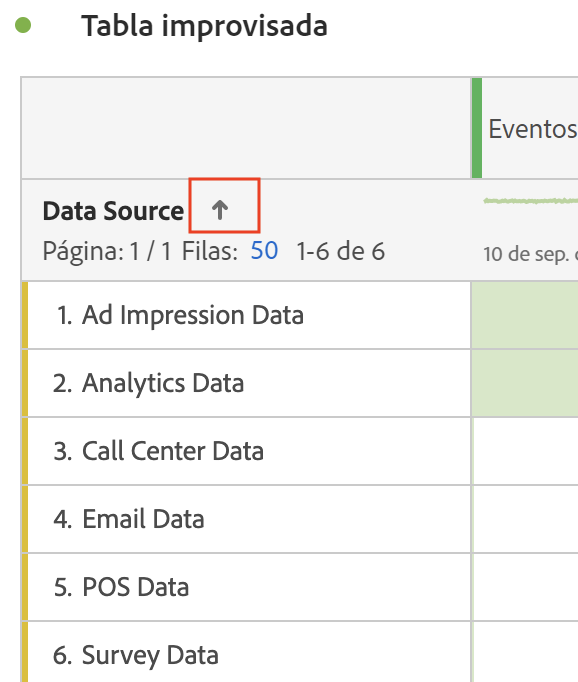 Tabla improvisada
Eventos
Data Source
Página: 1 / 1 Filas: 50 1-6 de 6
10 de sep.
1. Ad Impression Data
2. Analytics Data
3. Call Center Data
4. Email Data
5. POS Data
6. Survey Data